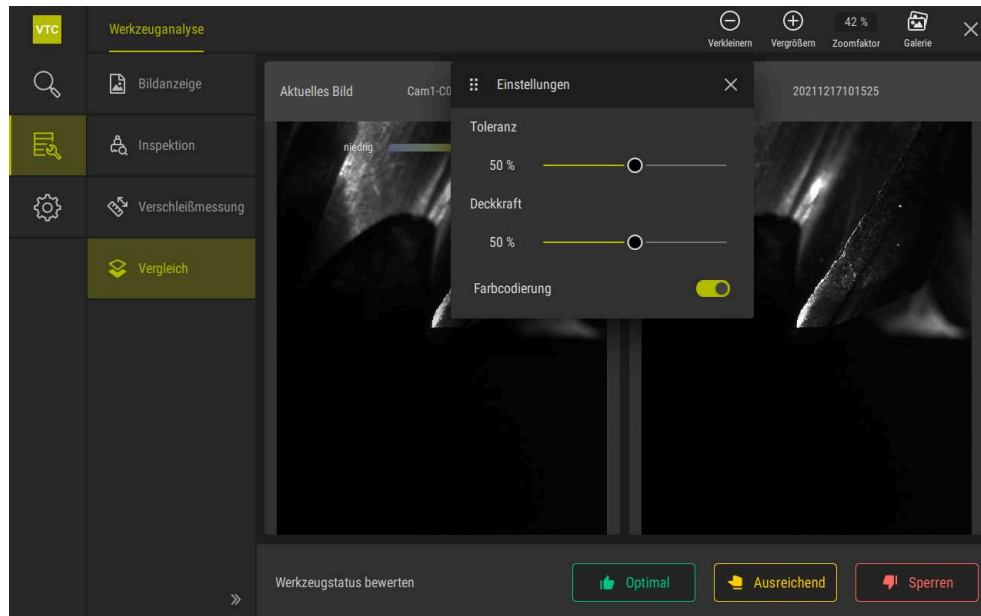 VTC
Werkzeuganalyse
Verkleinern
Vergrößern
42 %
Zoomfaktor
Galerie
Bildanzeige
Inspektion
Verschleißmessung
Vergleich
Aktuelles Bild
Cam1-C0
20211217101525
niedrig
Einstellungen
Toleranz
50 %
Deckkraft
50 %
Farbcodierung
Werkzeugstatus bewerten
Optimal
Ausreichend
Sperren